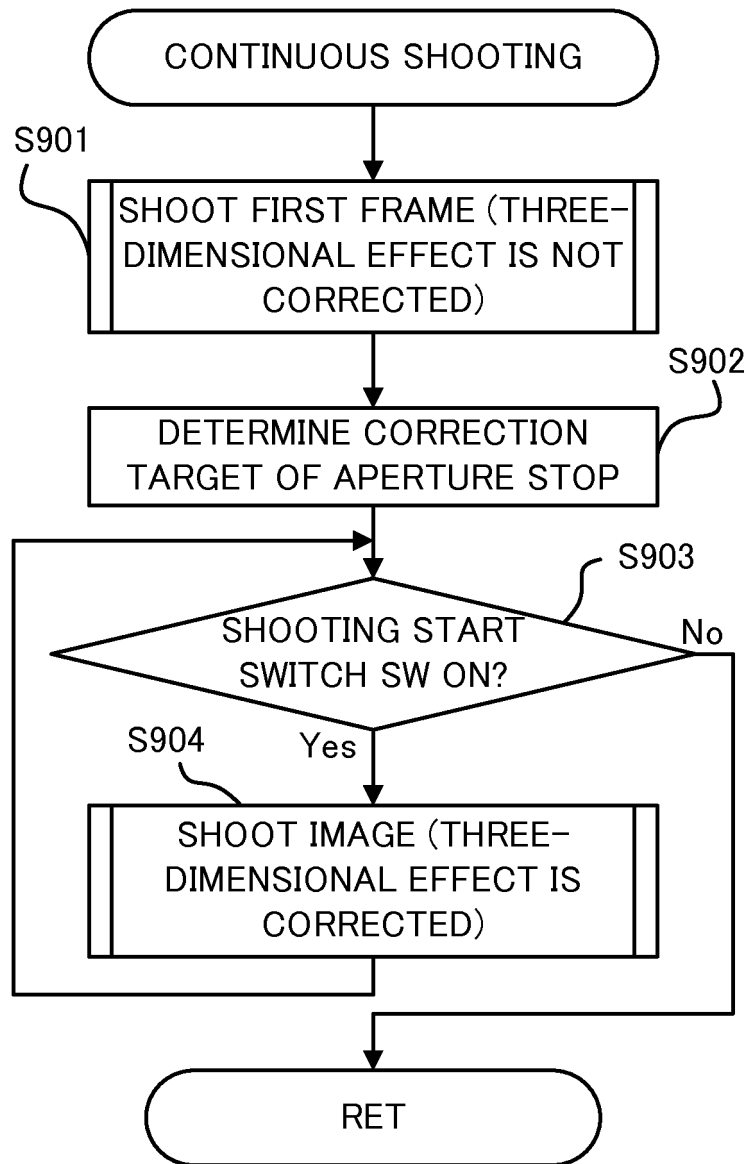 CONTINUOUS SHOOTING
S901
SHOOT FIRST FRAME (THREE-
DIMENSIONAL EFFECT IS NOT
CORRECTED)
S902
DETERMINE CORRECTION
TARGET OF APERTURE STOP
S903
SHOOTING START
SWITCH SW ON?
No
Yes
S904
SHOOT IMAGE (THREE-
DIMENSIONAL EFFECT IS
CORRECTED)
RET